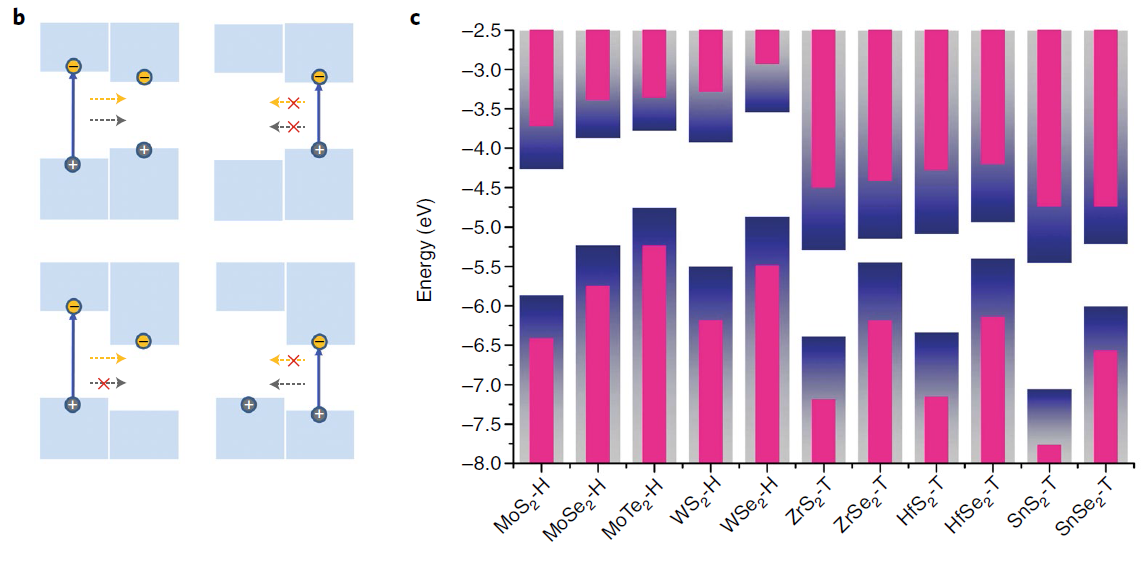 b
c
−2.5
−3.0
−3.5
−4.0
−4.5
−5.0
−5.5
−6.0
−6.5
−7.0
−7.5
−8.0
Energy (eV)
MoS₂-H
MoSe₂-H
MoTe₂-H
WS₂-H
WSe₂-H
ZrS₂-T
ZrSe₂-T
HfS₂-T
HfSe₂-T
SnS₂-T
SnSe₂-T